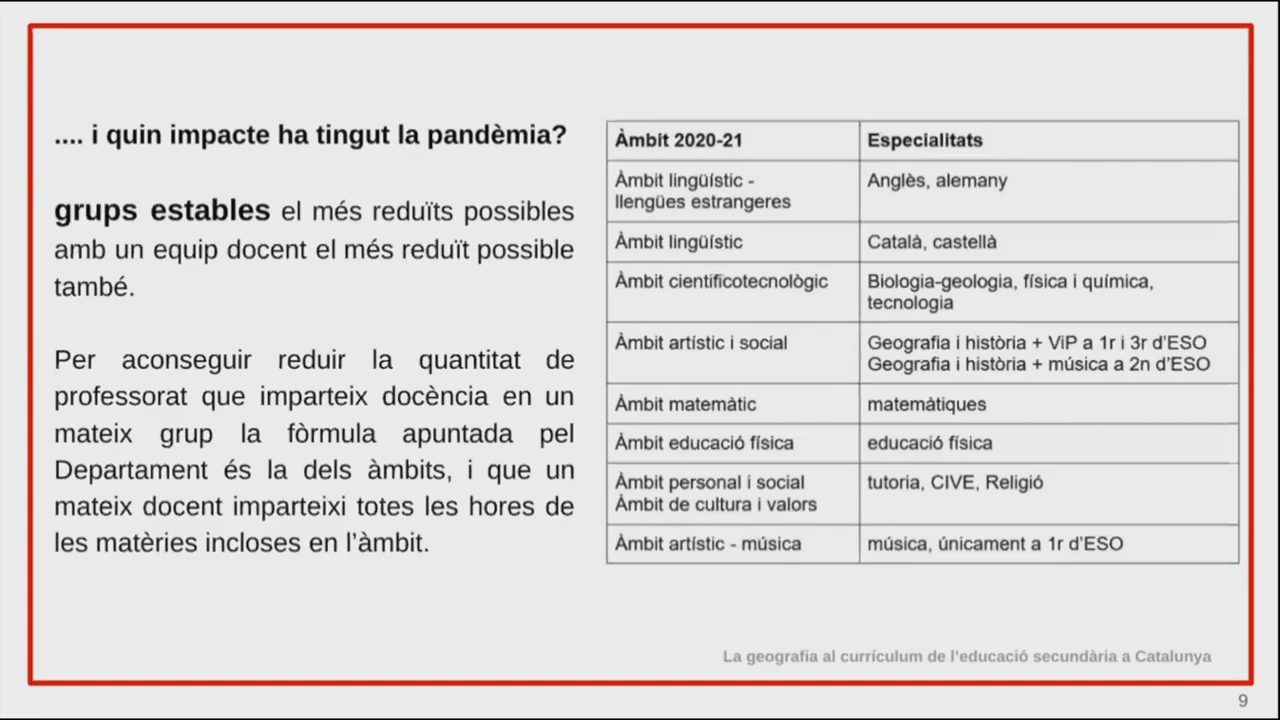 .... i quin impacte ha tingut la pandèmia?
grups estables el més reduïts possibles
amb un equip docent el més reduït possible
també.
Per aconseguir reduir la quantitat de
professorat que imparteix docència en un
mateix grup la fòrmula apuntada pel
Departament és la dels àmbits, i que un
mateix docent imparteixi totes les hores de
les matèries incloses en l'àmbit.
Àmbit 2020-21 Especialitats
Àmbit lingüístic - Anglès, alemany
llengües estrangeres
Àmbit lingüístic Català, castellà
Àmbit cientificotecnològic Biologia-geologia, física i química,
tecnologia
Àmbit artístic i social Geografia i història + ViP a 1r i 3r d'ESO
Geografia i història + música a 2n d'ESO
Àmbit matemàtic matemàtiques
Àmbit educació física educació física
Àmbit personal i social tutoria, CIVE, Religió
Àmbit de cultura i valors
Àmbit artístic - música música, únicament a 1r d'ESO
La geografia al currículum de l'educació secundària a Catalunya
9